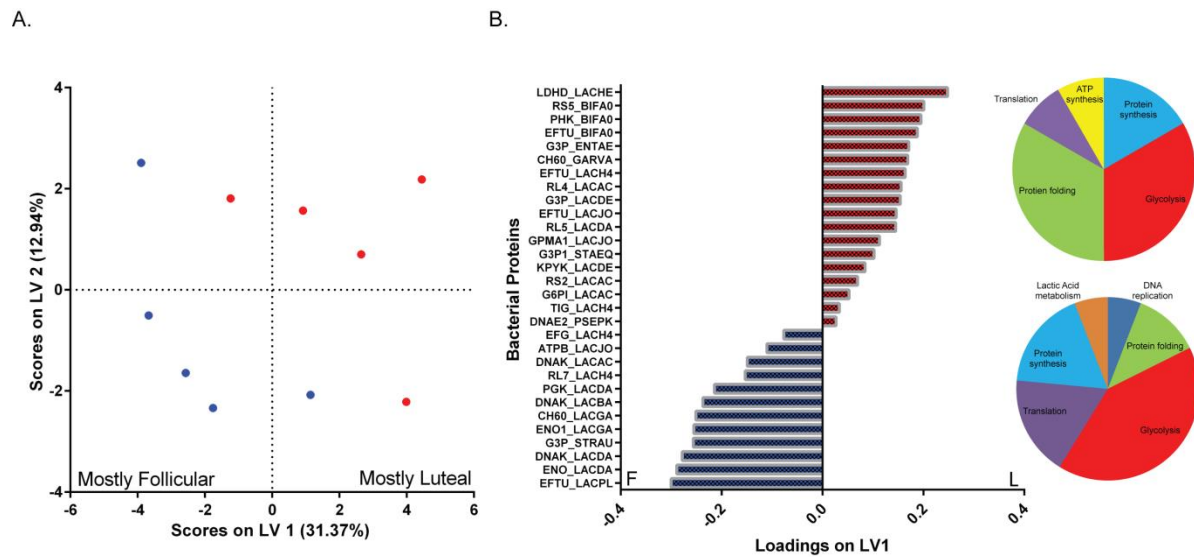 A.
B.
4
2
0
-2
-4
Scores on LV 2 (12.94%)
Mostly Follicular
Mostly Luteal
-6
-4
-2
0
2
4
6
Scores on LV 1 (31.37%)
Bacterial Proteins
LDHD_LACHE
RS5_BIFA0
PHK_BIFA0
EFTU_BIFA0
G3P_ENTAE
CH60_GARVA
EFTU_LACH4
RL4_LACAC
G3P_LACDE
EFTU_LACJO
RL5_LACDA
GPMA1_LACJO
G3P1_STAEQ
KPYK_LACDE
RS2_LACAC
G6PI_LACAC
TIG_LACH4
DNAE2_PSEPK
EFG_LACH4
ATPB_LACJO
DNAK_LACAC
RL7_LACH4
PGK_LACDA
DNAK_LACBA
CH60_LACGA
ENO1_LACGA
G3P_STRAU
DNAK_LACDA
ENO_LACDA
EFTU_LACPL
F
L
-0.4
-0.2
0.0
0.2
0.4
Loadings on LV1
Translation
ATP
synthesis
Protein
synthesis
Protien folding
Glycolysis
Lactic Acid
metabolism
DNA
replication
Protein folding
Protein
synthesis
Translation
Glycolysis